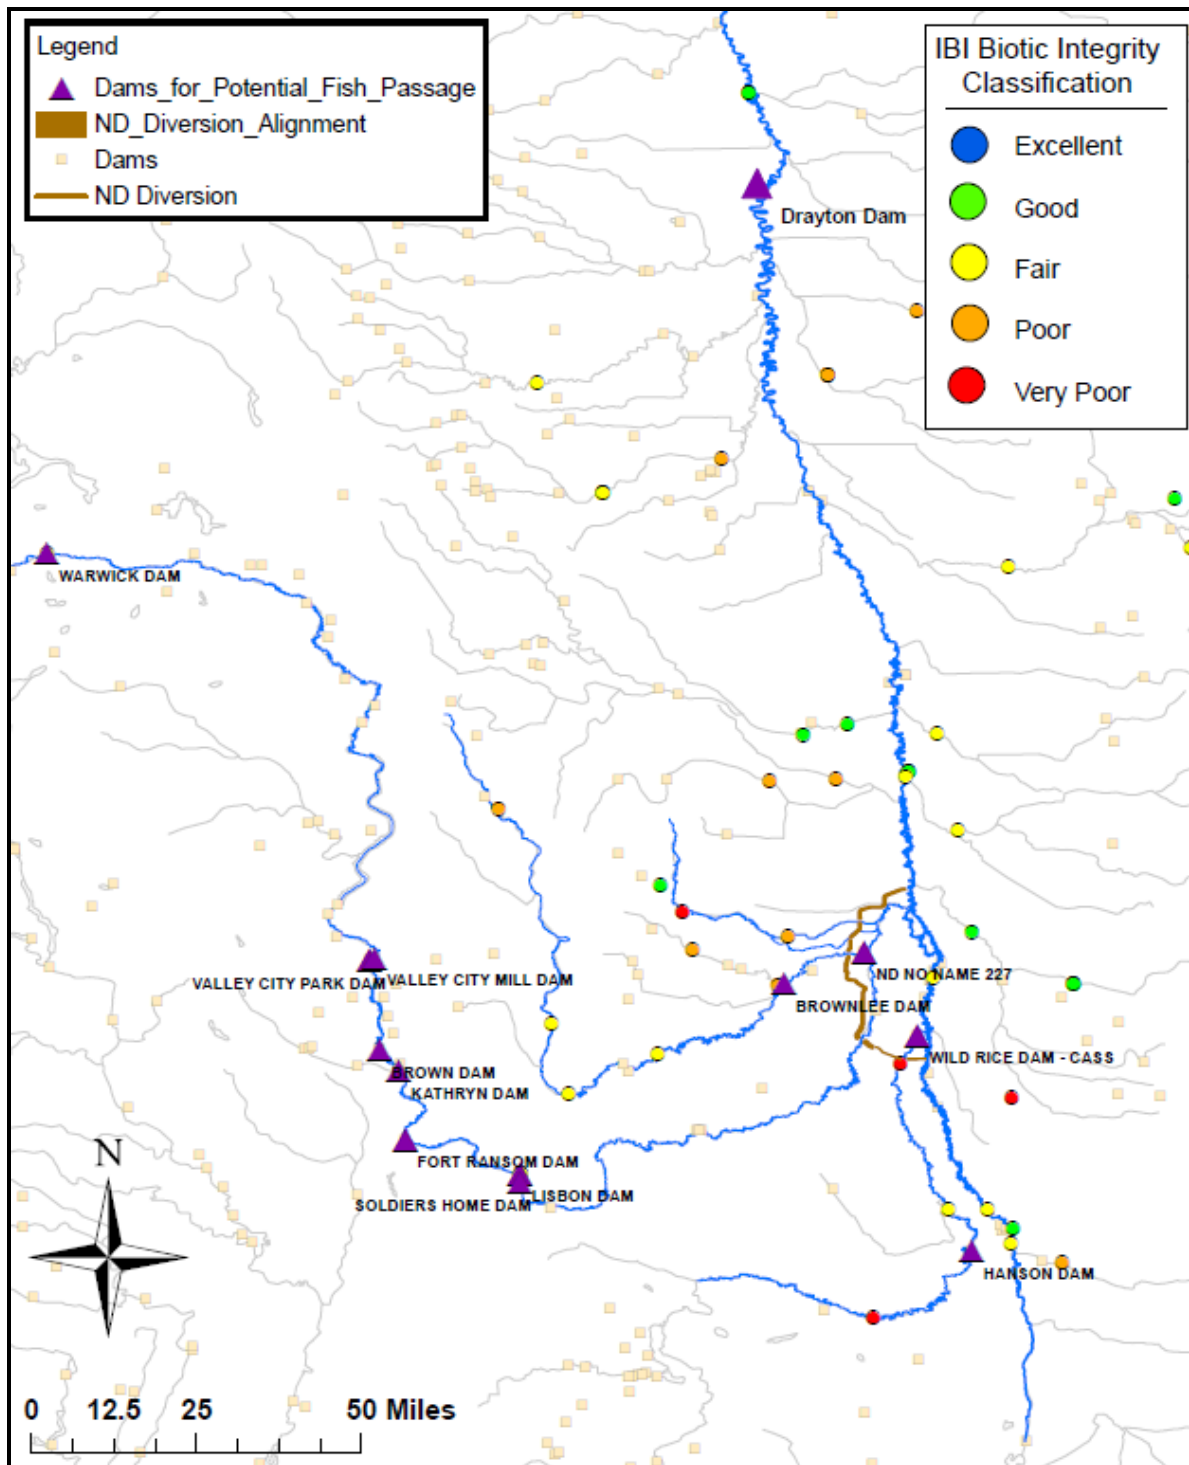 Legend
Dams_for_Potential_Fish_Passage
ND_Diversion_Alignment
Dams
ND Diversion
IBI Biotic Integrity
Classification
Excellent
Good
Fair
Poor
Very Poor
Drayton Dam
WARWICK DAM
VALLEY CITY PARK DAM
VALLEY CITY MILL DAM
ND NO NAME 227
BROWNLEE DAM
WILD RICE DAM - CASS
BROWN DAM
KATHRYN DAM
FORT RANSOM DAM
LISBON DAM
SOLDIERS HOME DAM
HANSON DAM
N
0 12.5 25 50 Miles